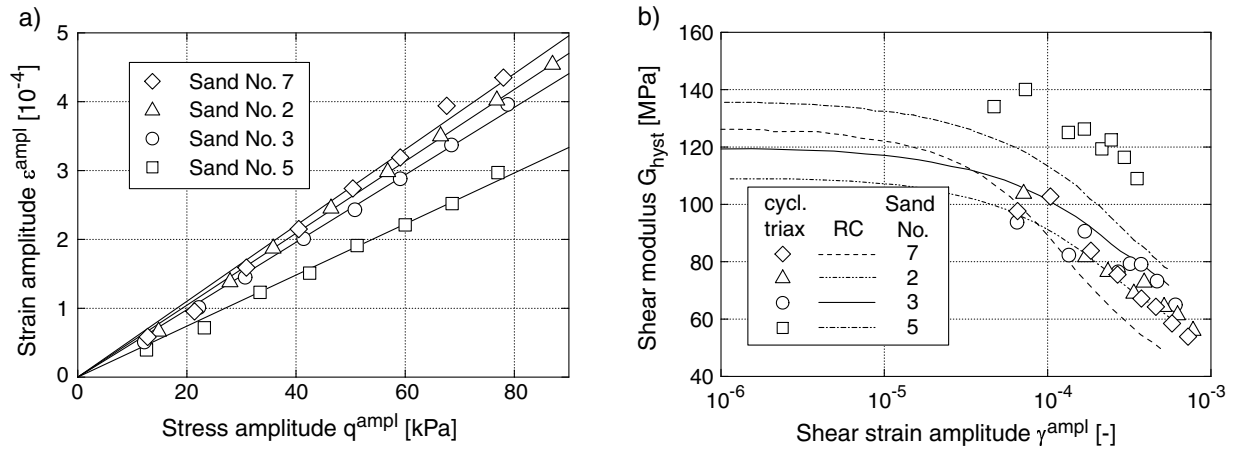 a)
Strain amplitude ε^ampl [10^-4]
5
4
3
2
1
0
Sand No. 7
Sand No. 2
Sand No. 3
Sand No. 5
0 20 40 60 80
Stress amplitude q^ampl [kPa]
b)
Shear modulus G_hyst [MPa]
160
140
120
100
80
60
40
cycl. Sand
triax RC No.
7
2
3
5
10^-6 10^-5 10^-4 10^-3
Shear strain amplitude γ^ampl [-]